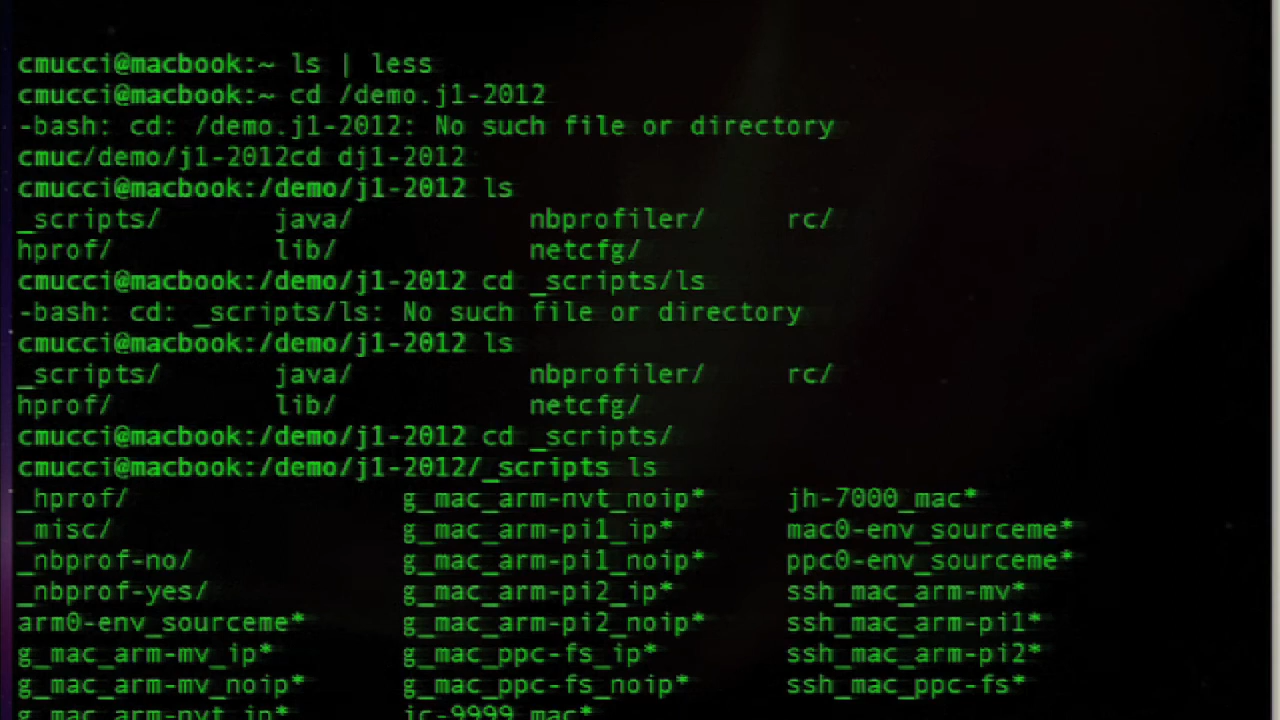 cmucci@macbook:~ ls | less
cmucci@macbook:~ cd /demo.j1-2012
-bash: cd: /demo.j1-2012: No such file or directory
cmuc/demo/j1-2012cd dj1-2012
cmucci@macbook:/demo/j1-2012 ls
_scripts/ java/ nbprofiler/ rc/
hprof/ lib/ netcfg/
cmucci@macbook:/demo/j1-2012 cd _scripts/ls
-bash: cd: _scripts/ls: No such file or directory
cmucci@macbook:/demo/j1-2012 ls
_scripts/ java/ nbprofiler/ rc/
hprof/ lib/ netcfg/
cmucci@macbook:/demo/j1-2012 cd _scripts/
cmucci@macbook:/demo/j1-2012/_scripts ls
_hprof/ g_mac_arm-nvt_noip* jh-7000_mac*
_misc/ g_mac_arm-pi1_ip* mac0-env_sourceme*
_nbprof-no/ g_mac_arm-pi1_noip* ppc0-env_sourceme*
_nbprof-yes/ g_mac_arm-pi2_ip* ssh_mac_arm-mv*
arm0-env_sourceme* g_mac_arm-pi2_noip* ssh_mac_arm-pi1*
g_mac_arm-mv_ip* g_mac_ppc-fs_ip* ssh_mac_arm-pi2*
g_mac_arm-mv_noip* g_mac_ppc-fs_noip* ssh_mac_ppc-fs*
g_mac_arm-nvt_ip* jc-9999_mac*